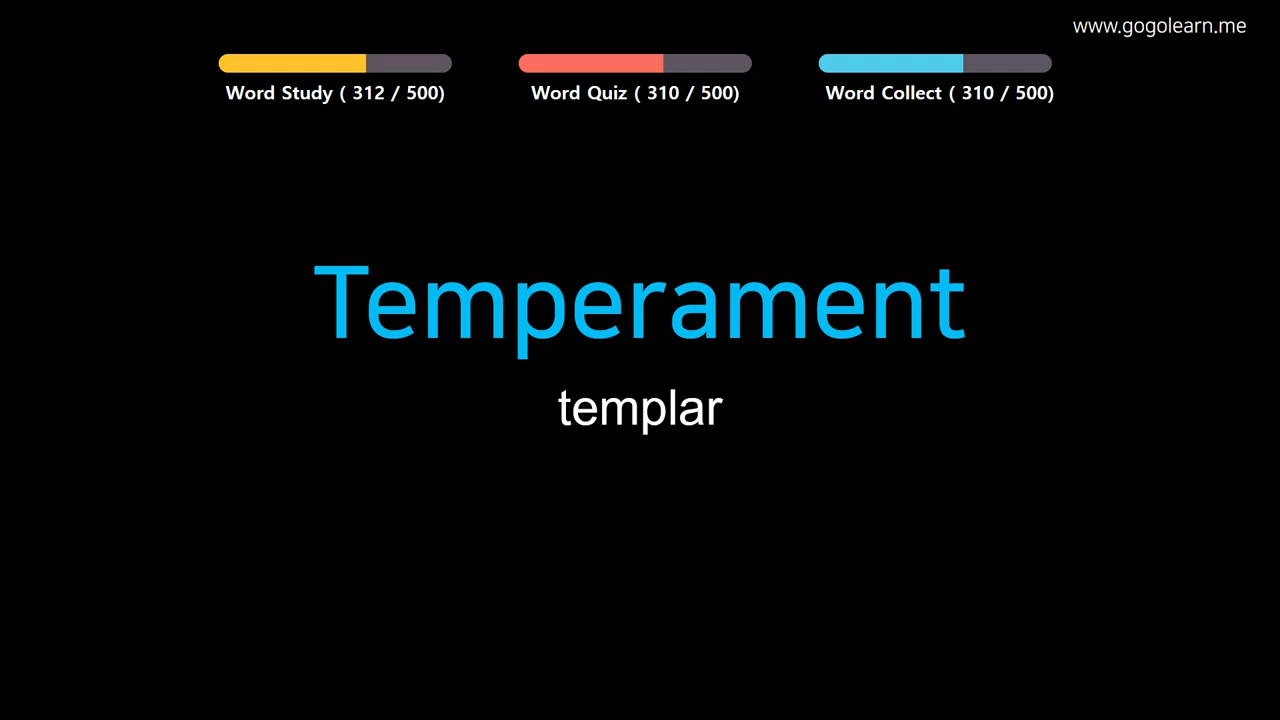 www.gogolearn.me
Word Study ( 312 / 500)
Word Quiz ( 310 / 500)
Word Collect ( 310 / 500)
Temperament
templar